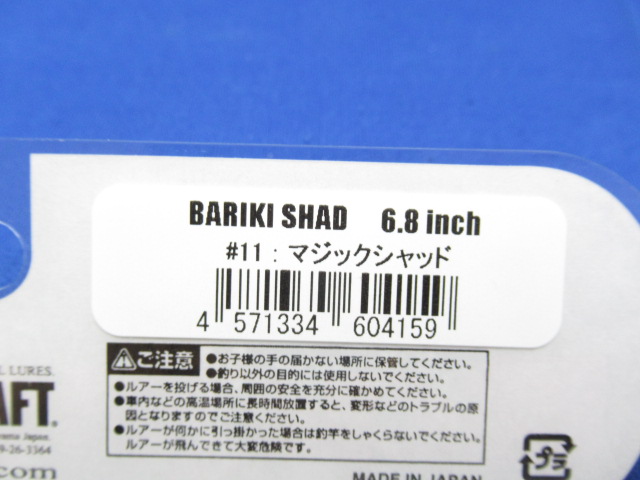 BARIKI SHAD 6.8 inch
#11：マジックシャッド
4 571334 604159
ご注意
●お子様の手の届かない場所に保管してください。
●釣り以外の目的には使用しないでください。
●ルアーを投げる場合、周囲の安全を充分に確かめてください。
●車内などの高温場所に長時間放置すると、変形などのトラブルの原
因となりますのでご注意ください。
●ルアーが何かに引っ掛かった場合は釣竿をしゃくらないでください。
ルアーが飛んできて大変危険です。
LURES.
AFT.
Japan.
9-26-3364
.com
プラ
MADE IN JAPAN